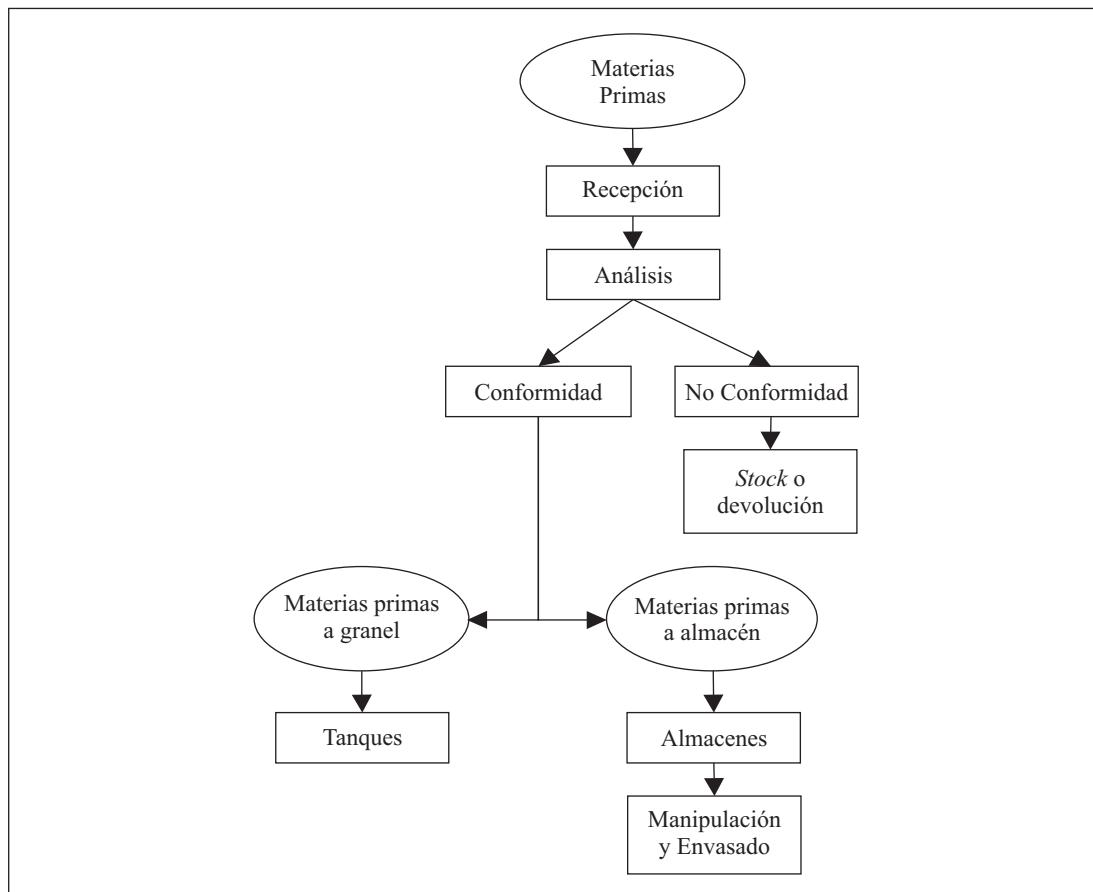 Materias
Primas
Recepción
Análisis
Conformidad
No Conformidad
Stock o
devolución
Materias primas
a granel
Materias primas
a almacén
Tanques
Almacenes
Manipulación
y Envasado